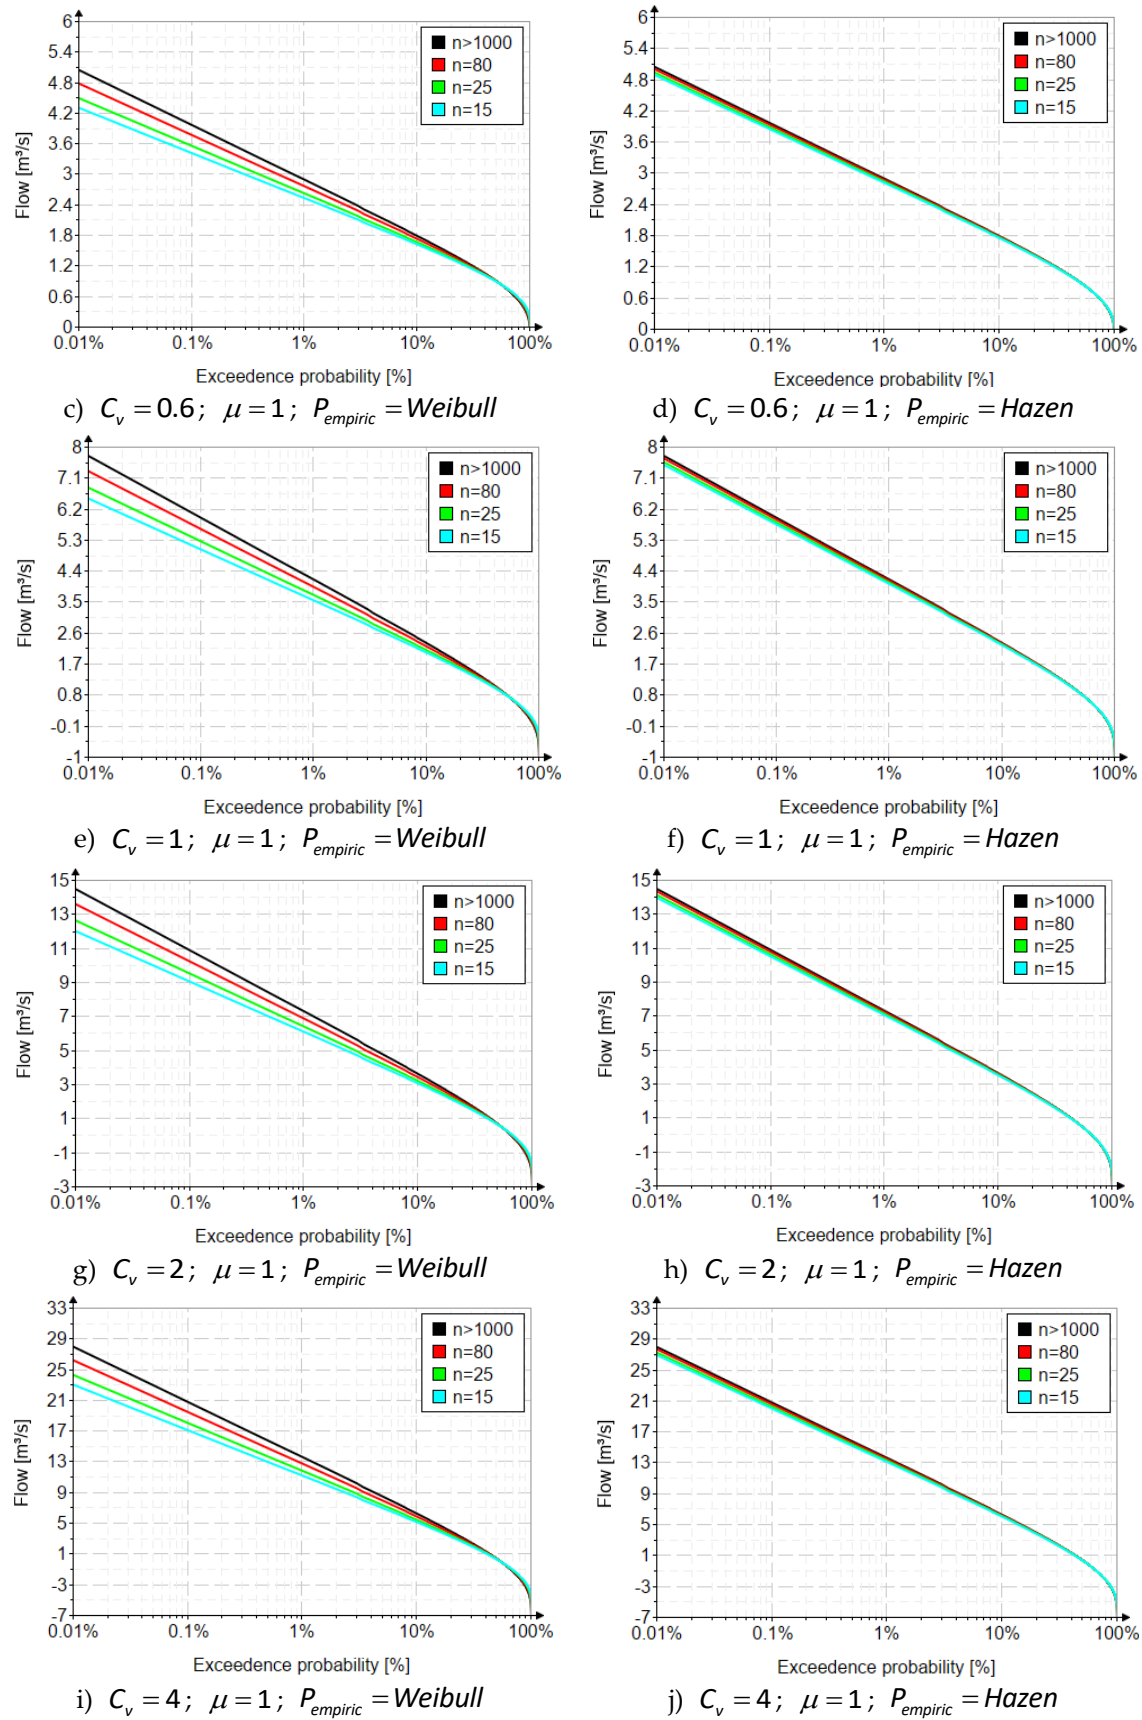 6
5.4
4.8
4.2
3.6
3
2.4
1.8
1.2
0.6
0
Flow [m³/s]
n>1000
n=80
n=25
n=15
0.01%
0.1%
1%
10%
100%
Exceedence probability [%]
c) Cv = 0.6; μ = 1; Pempiric = Weibull
6
5.4
4.8
4.2
3.6
3
2.4
1.8
1.2
0.6
0
Flow [m³/s]
n>1000
n=80
n=25
n=15
0.01%
0.1%
1%
10%
100%
Exceedence probability [%]
d) Cv = 0.6; μ = 1; Pempiric = Hazen
8
7.1
6.2
5.3
4.4
3.5
2.6
1.7
0.8
-0.1
-1
Flow [m³/s]
n>1000
n=80
n=25
n=15
0.01%
0.1%
1%
10%
100%
Exceedence probability [%]
e) Cv = 1; μ = 1; Pempiric = Weibull
8
7.1
6.2
5.3
4.4
3.5
2.6
1.7
0.8
-0.1
-1
Flow [m³/s]
n>1000
n=80
n=25
n=15
0.01%
0.1%
1%
10%
100%
Exceedence probability [%]
f) Cv = 1; μ = 1; Pempiric = Hazen
15
13
11
9
7
5
3
1
-1
-3
Flow [m³/s]
n>1000
n=80
n=25
n=15
0.01%
0.1%
1%
10%
100%
Exceedence probability [%]
g) Cv = 2; μ = 1; Pempiric = Weibull
15
13
11
9
7
5
3
1
-1
-3
Flow [m³/s]
n>1000
n=80
n=25
n=15
0.01%
0.1%
1%
10%
100%
Exceedence probability [%]
h) Cv = 2; μ = 1; Pempiric = Hazen
33
29
25
21
17
13
9
5
1
-3
-7
Flow [m³/s]
n>1000
n=80
n=25
n=15
0.01%
0.1%
1%
10%
100%
Exceedence probability [%]
i) Cv = 4; μ = 1; Pempiric = Weibull
33
29
25
21
17
13
9
5
1
-3
-7
Flow [m³/s]
n>1000
n=80
n=25
n=15
0.01%
0.1%
1%
10%
100%
Exceedence probability [%]
j) Cv = 4; μ = 1; Pempiric = Hazen